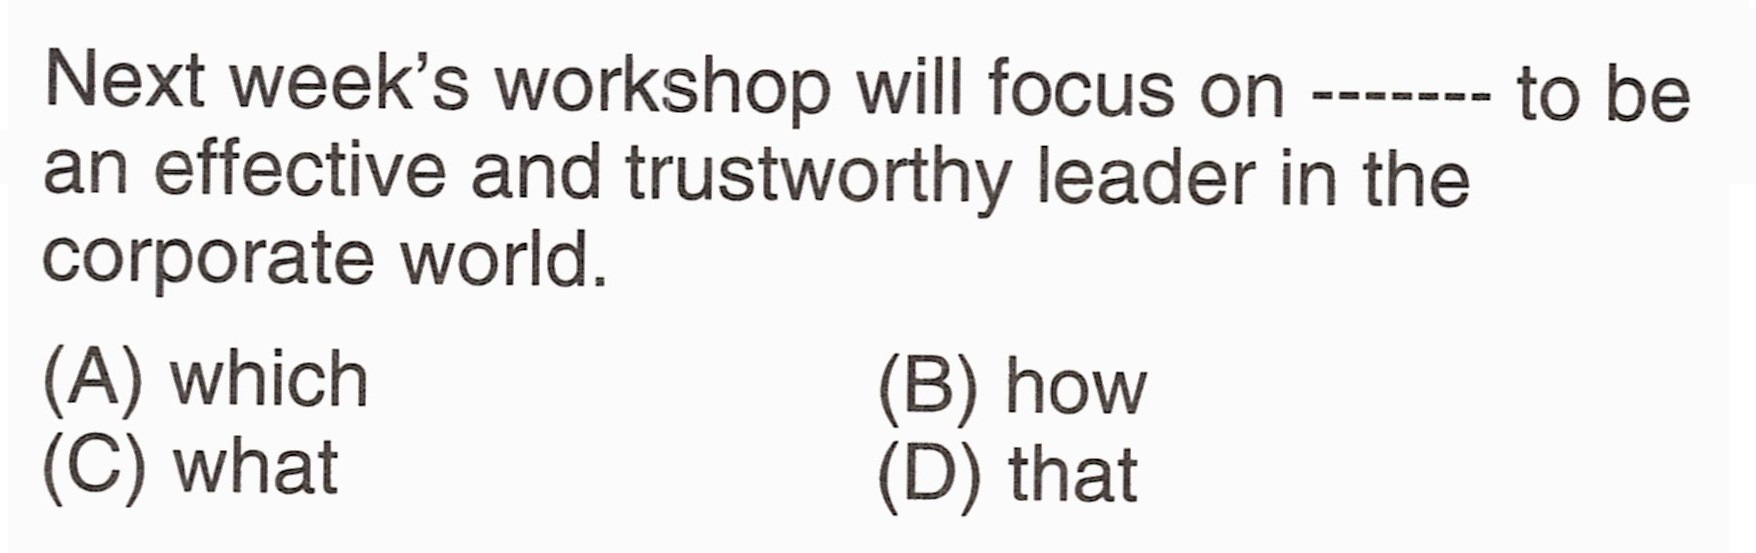 Next week’s workshop will focus on ------- to be
an effective and trustworthy leader in the
corporate world.
(A) which (B) how
(C) what (D) that